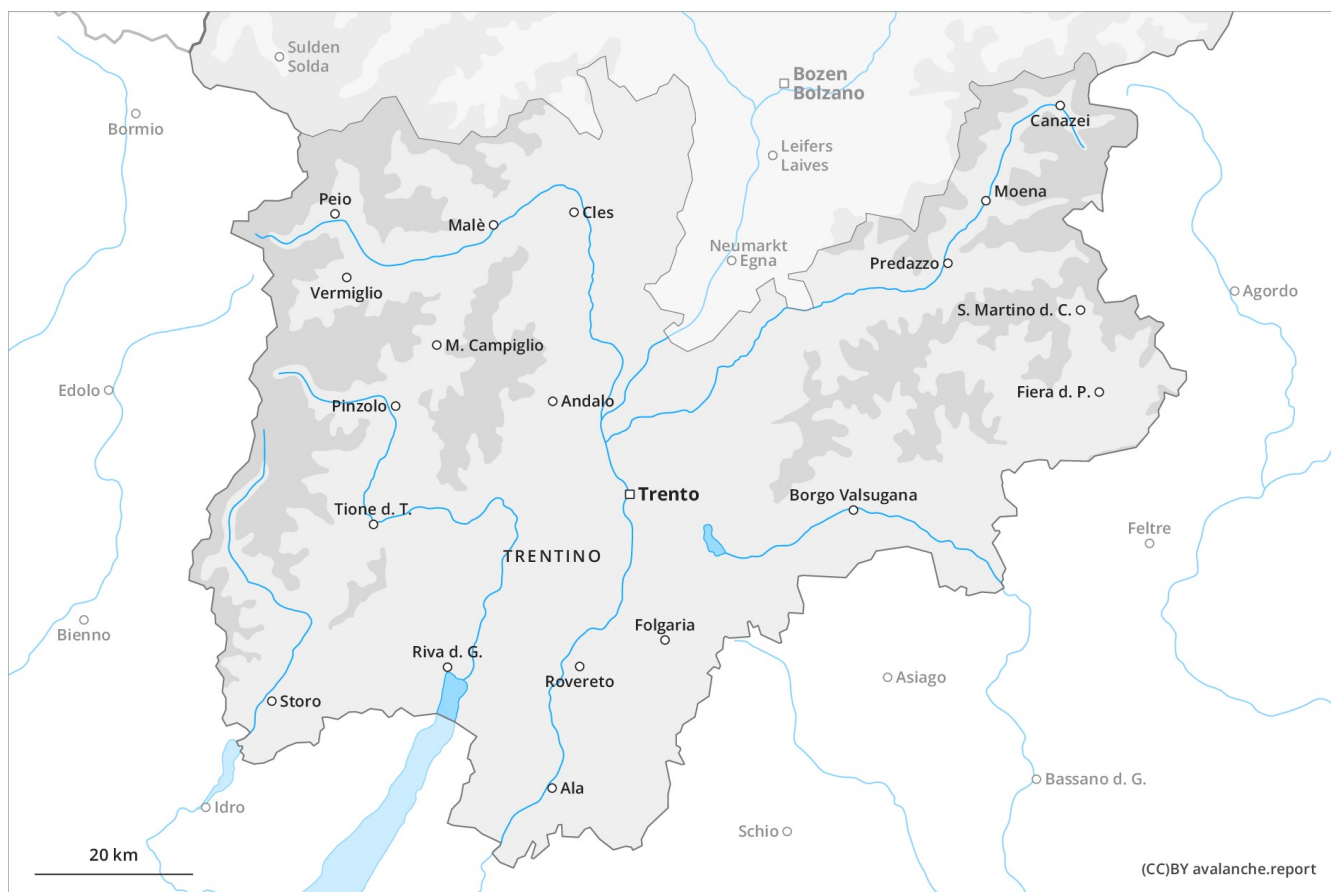 Sulden
Solda
Bozen
Bolzano
Bormio
Canazei
Leifers
Laives
Peio
Moena
Malè
Cles
Neumarkt
Egna
Predazzo
Vermiglio
Agordo
S. Martino d. C.
M. Campiglio
Edolo
Fiera d. P.
Andalo
Pinzolo
Trento
Borgo Valsugana
Tione d. T.
Feltre
TRENTINO
Bienno
Folgaria
Riva d. G.
Asiago
Rovereto
Storo
Bassano d. G.
Ala
Idro
Schio
20 km
(CC)BY avalanche.report